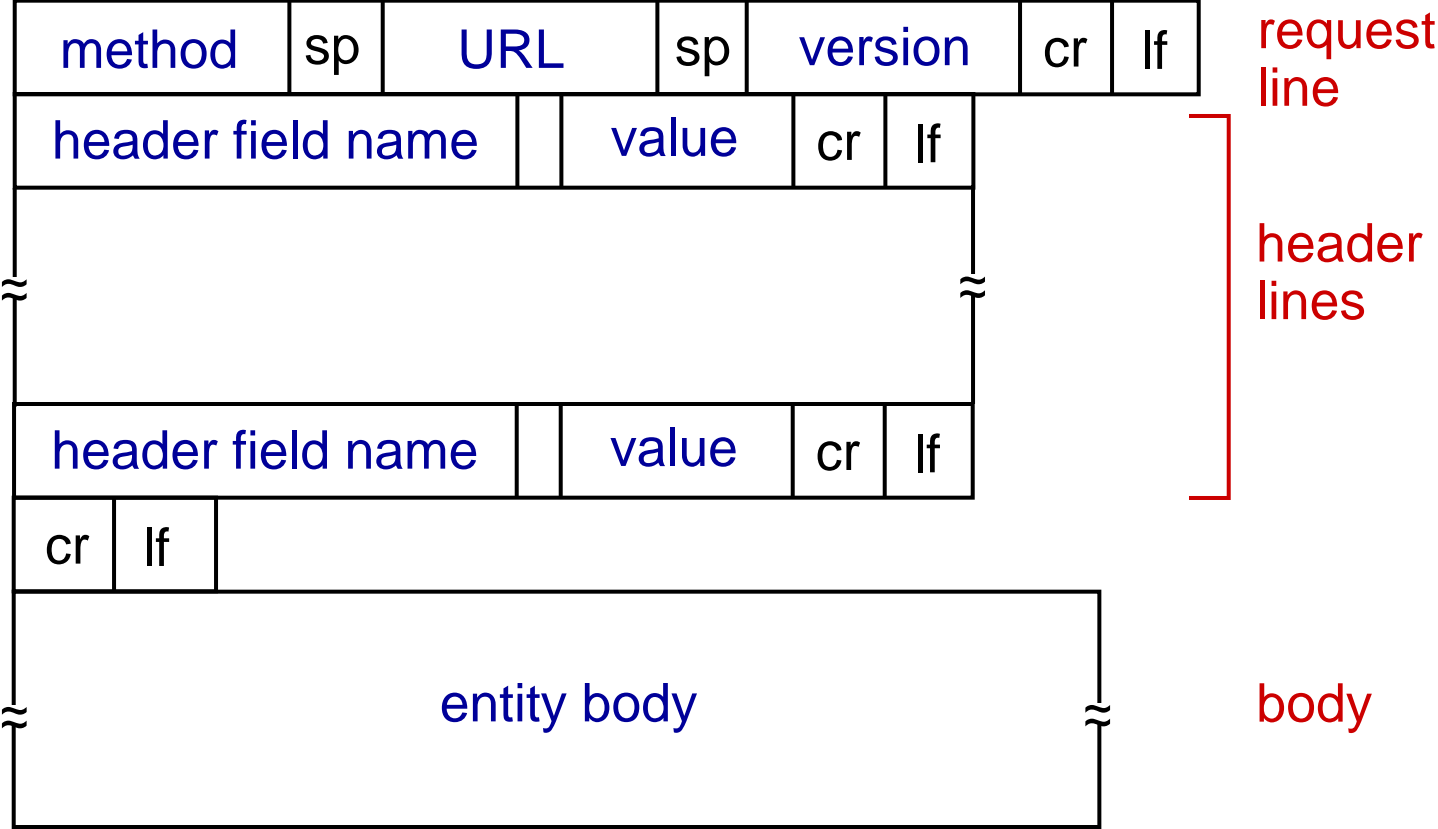 method sp URL sp version cr lf request
line
header field name value cr lf
header
lines
header field name value cr lf
cr lf
entity body body